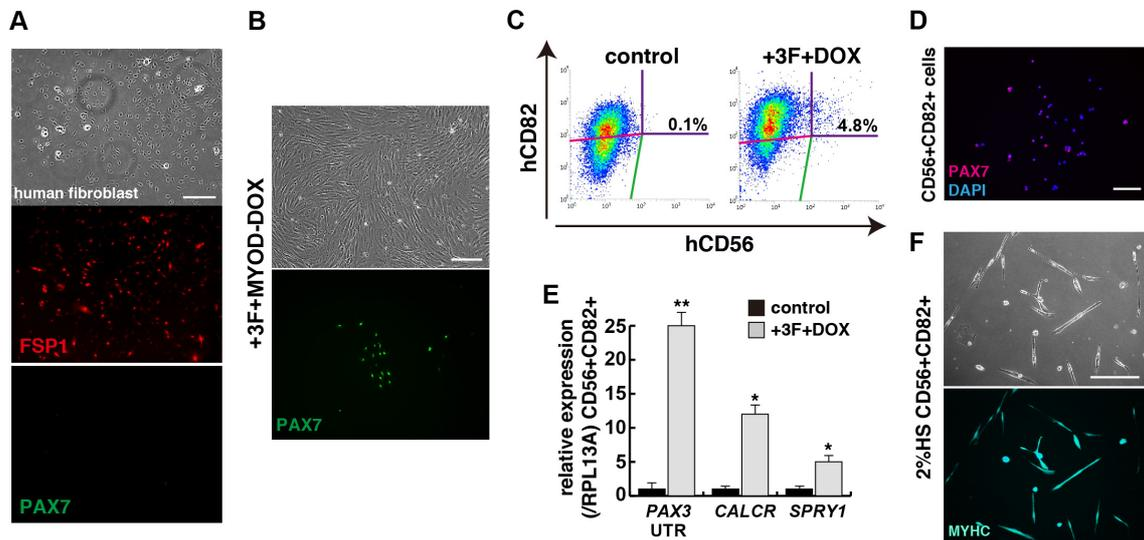 A
human fibroblast
FSP1
PAX7
B
+3F+MYOD-DOX
PAX7
C
control
+3F+DOX
hCD82
0.1%
4.8%
hCD56
D
CD56+CD82+ cells
PAX7
DAPI
E
relative expression
(/RPL13A) CD56+CD82+
control
+3F+DOX
**
*
*
25
20
15
10
5
0
PAX3
UTR
CALCR
SPRY1
F
2%HS CD56+CD82+
MYHC